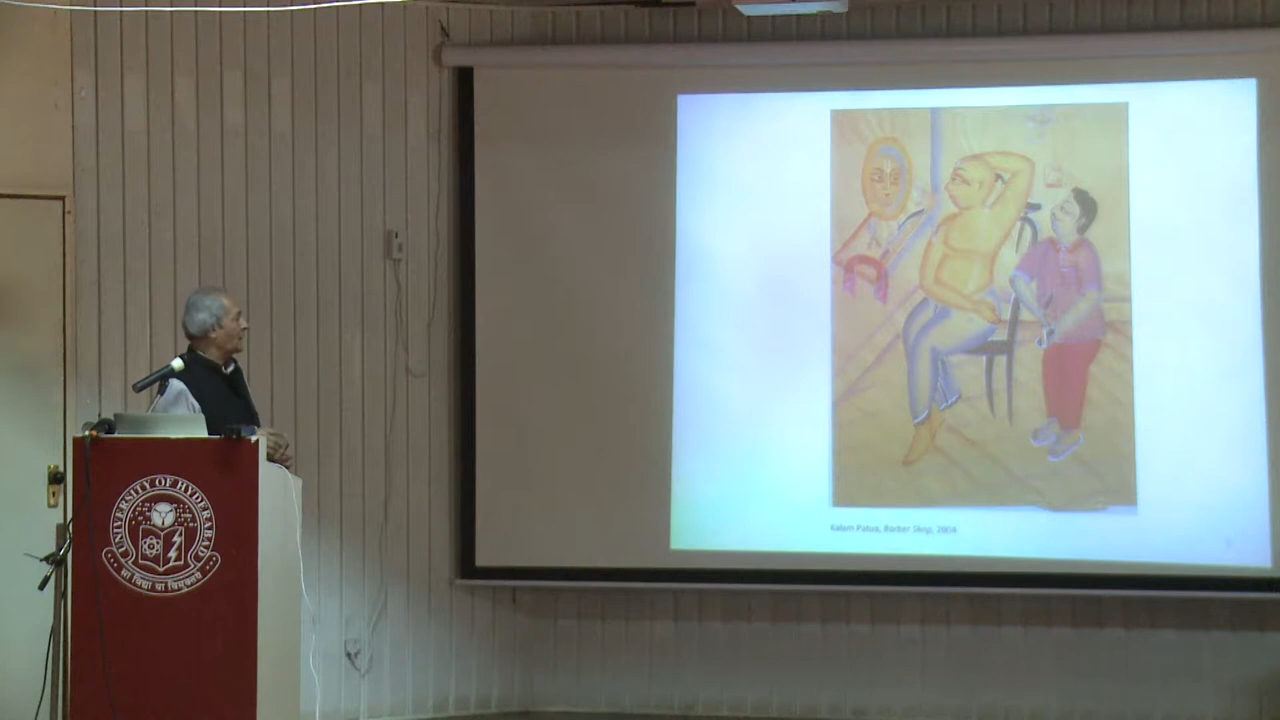 UNIVERSITY OF HYDERABAD
सा विद्या या विमुक्तये
Kalam Patua, Barber Shop, 2004